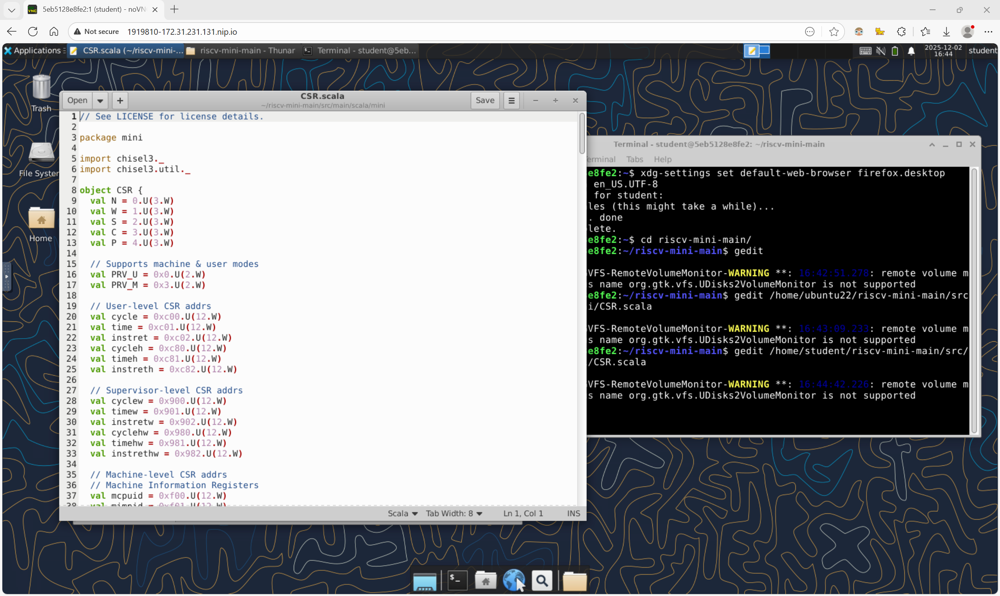 5eb5128e8fe2:1 (student) - noVN
Not secure 1919810-172.31.231.131.nip.io
Applications CSR.scala (~/riscv-mini-... riscv-mini-main - Thunar Terminal - student@5eb... 2025-12-02 student
16:44
Trash
File System
Home
Open + CSR.scala Save
~/riscv-mini-main/src/main/scala/mini
1 // See LICENSE for license details.
2
3 package mini
4
5 import chisel3._
6 import chisel3.util._
7
8 object CSR {
9 val N = 0.U(3.W)
10 val W = 1.U(3.W)
11 val S = 2.U(3.W)
12 val C = 3.U(3.W)
13 val P = 4.U(3.W)
14
15 // Supports machine & user modes
16 val PRV_U = 0x0.U(2.W)
17 val PRV_M = 0x3.U(2.W)
18
19 // User-level CSR addrs
20 val cycle = 0xc00.U(12.W)
21 val time = 0xc01.U(12.W)
22 val instret = 0xc02.U(12.W)
23 val cycleh = 0xc80.U(12.W)
24 val timeh = 0xc81.U(12.W)
25 val instreth = 0xc82.U(12.W)
26
27 // Supervisor-level CSR addrs
28 val cyclew = 0x900.U(12.W)
29 val timew = 0x901.U(12.W)
30 val instretw = 0x902.U(12.W)
31 val cyclehw = 0x980.U(12.W)
32 val timehw = 0x981.U(12.W)
33 val instrethw = 0x982.U(12.W)
34
35 // Machine-level CSR addrs
36 // Machine Information Registers
37 val mcpuid = 0xf00.U(12.W)
38 val mimpid = 0xf01.U(12.W)
Scala Tab Width: 8 Ln 1, Col 1 INS
Terminal - student@5eb5128e8fe2: ~/riscv-mini-main
erminal Tabs Help
e8fe2:~$ xdg-settings set default-web-browser firefox.desktop
en_US.UTF-8
for student:
les (this might take a while)...
. done
lete.
e8fe2:~$ cd riscv-mini-main/
e8fe2:~/riscv-mini-main$ gedit
VFS-RemoteVolumeMonitor-WARNING **: 16:42:51.278: remote volume m
s name org.gtk.vfs.UDisks2VolumeMonitor is not supported
e8fe2:~/riscv-mini-main$ gedit /home/ubuntu22/riscv-mini-main/src
i/CSR.scala
VFS-RemoteVolumeMonitor-WARNING **: 16:43:09.233: remote volume m
s name org.gtk.vfs.UDisks2VolumeMonitor is not supported
e8fe2:~/riscv-mini-main$ gedit /home/student/riscv-mini-main/src/
/CSR.scala
VFS-RemoteVolumeMonitor-WARNING **: 16:44:42.226: remote volume m
s name org.gtk.vfs.UDisks2VolumeMonitor is not supported
$_